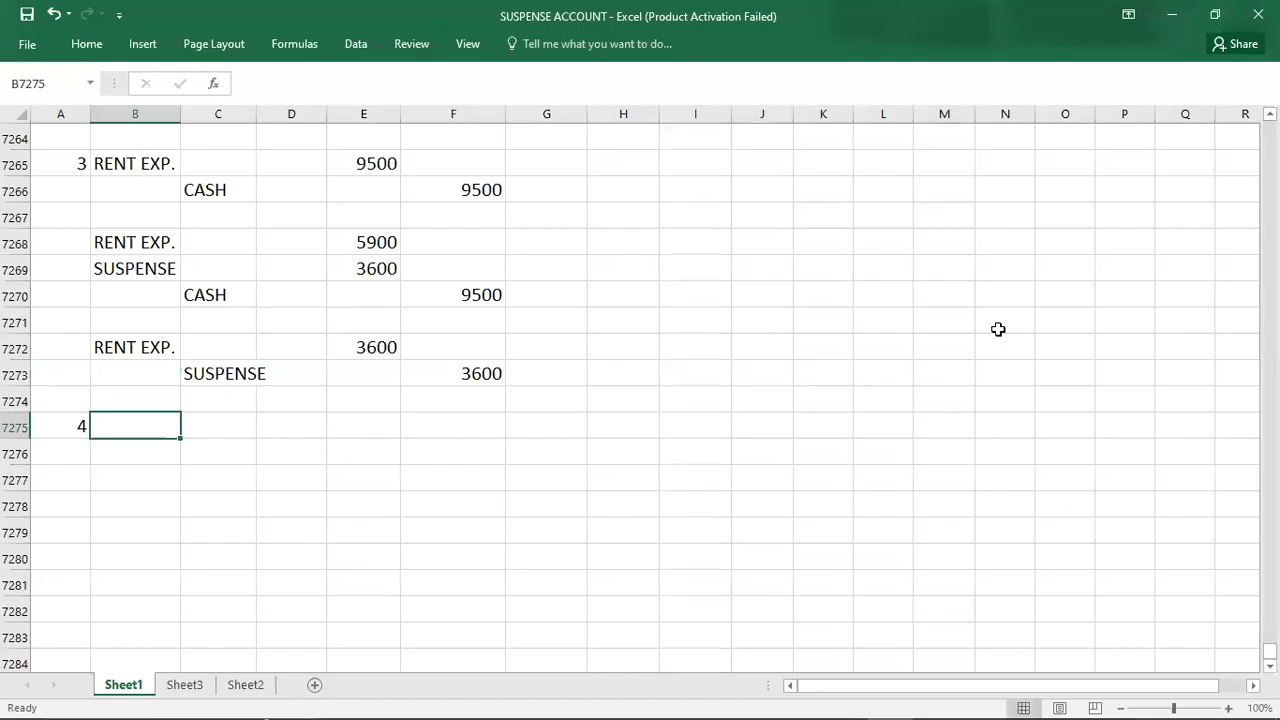 SUSPENSE ACCOUNT - Excel (Product Activation Failed)
File Home Insert Page Layout Formulas Data Review View Tell me what you want to do... Share
B7275 fx
A B C D E F G H I J K L M N O P Q R
7264
7265 3 RENT EXP. 9500
7266 CASH 9500
7267
7268 RENT EXP. 5900
7269 SUSPENSE 3600
7270 CASH 9500
7271
7272 RENT EXP. 3600
7273 SUSPENSE 3600
7274
7275 4
7276
7277
7278
7279
7280
7281
7282
7283
7284
Sheet1 Sheet3 Sheet2
Ready 100%